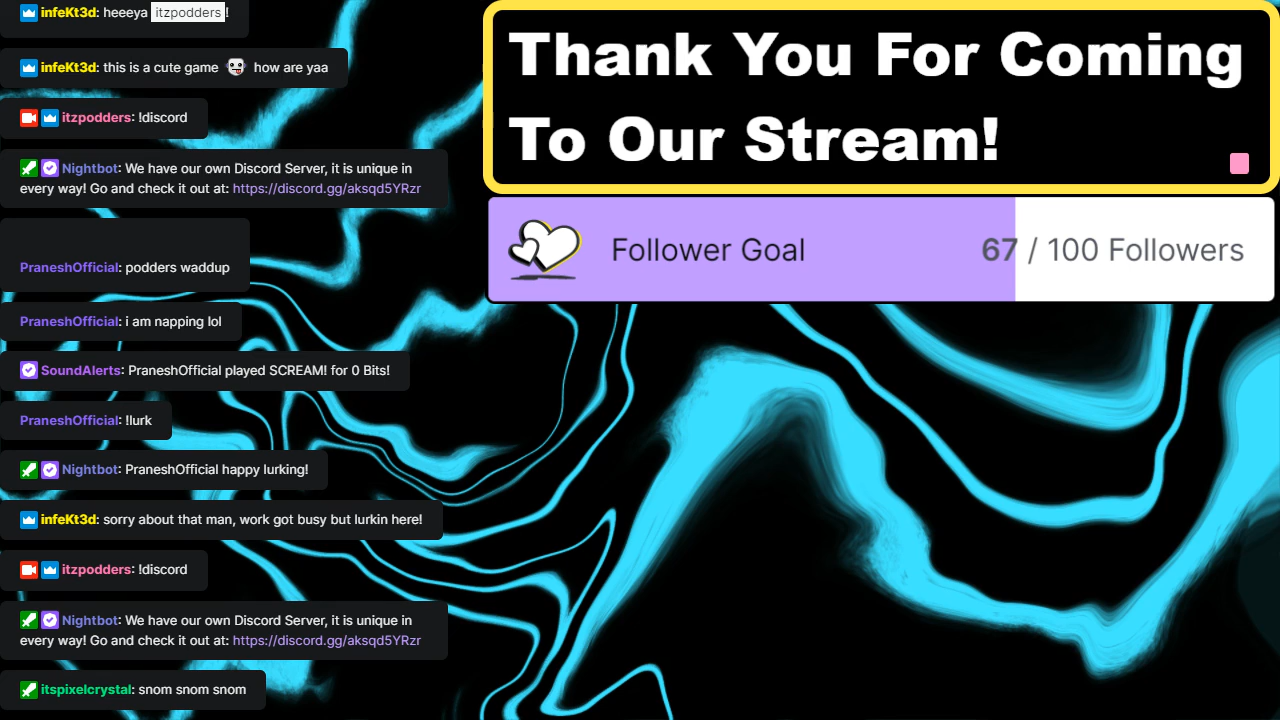 infeKt3d: heeeya itzpodders!
infeKt3d: this is a cute game how are yaa
itzpodders: !discord
Nightbot: We have our own Discord Server, it is unique in
every way! Go and check it out at: https://discord.gg/aksqd5YRzr
PraneshOfficial: podders waddup
PraneshOfficial: i am napping lol
SoundAlerts: PraneshOfficial played SCREAM! for 0 Bits!
PraneshOfficial: !lurk
Nightbot: PraneshOfficial happy lurking!
infeKt3d: sorry about that man, work got busy but lurkin here!
itzpodders: !discord
Nightbot: We have our own Discord Server, it is unique in
every way! Go and check it out at: https://discord.gg/aksqd5YRzr
itspixelcrystal: snom snom snom
Thank You For Coming
To Our Stream!
Follower Goal
67 / 100 Followers